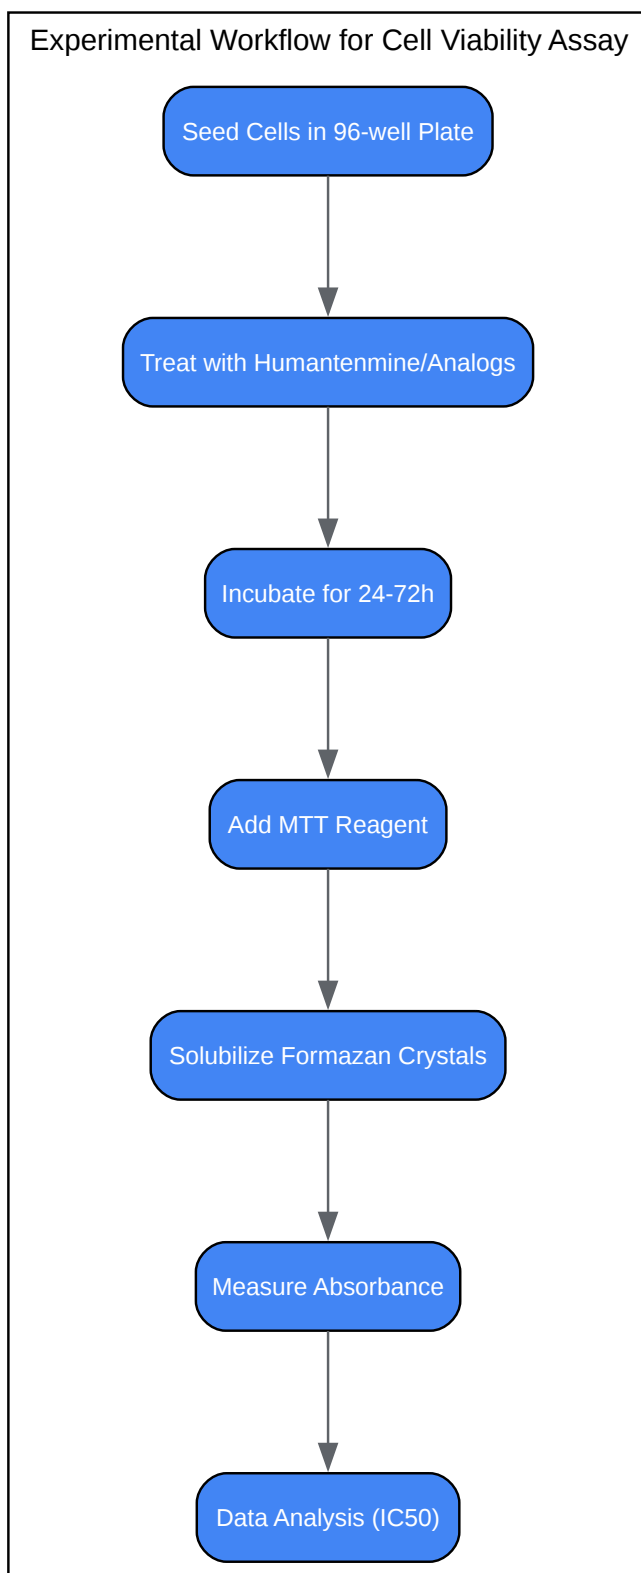 Experimental Workflow for Cell Viability Assay
Seed Cells in 96-well Plate
Treat with Humantenmine/Analogs
Incubate for 24-72h
Add MTT Reagent
Solubilize Formazan Crystals
Measure Absorbance
Data Analysis (IC50)